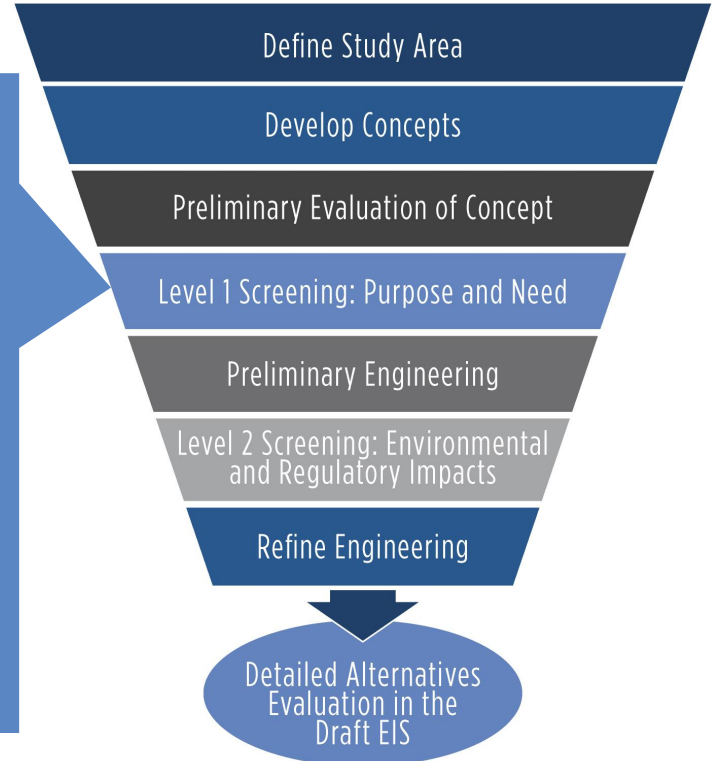 Define Study Area
Develop Concepts
Preliminary Evaluation of Concept
Level 1 Screening: Purpose and Need
Preliminary Engineering
Level 2 Screening: Environmental
and Regulatory Impacts
Refine Engineering
Detailed Alternatives
Evaluation in the
Draft EIS